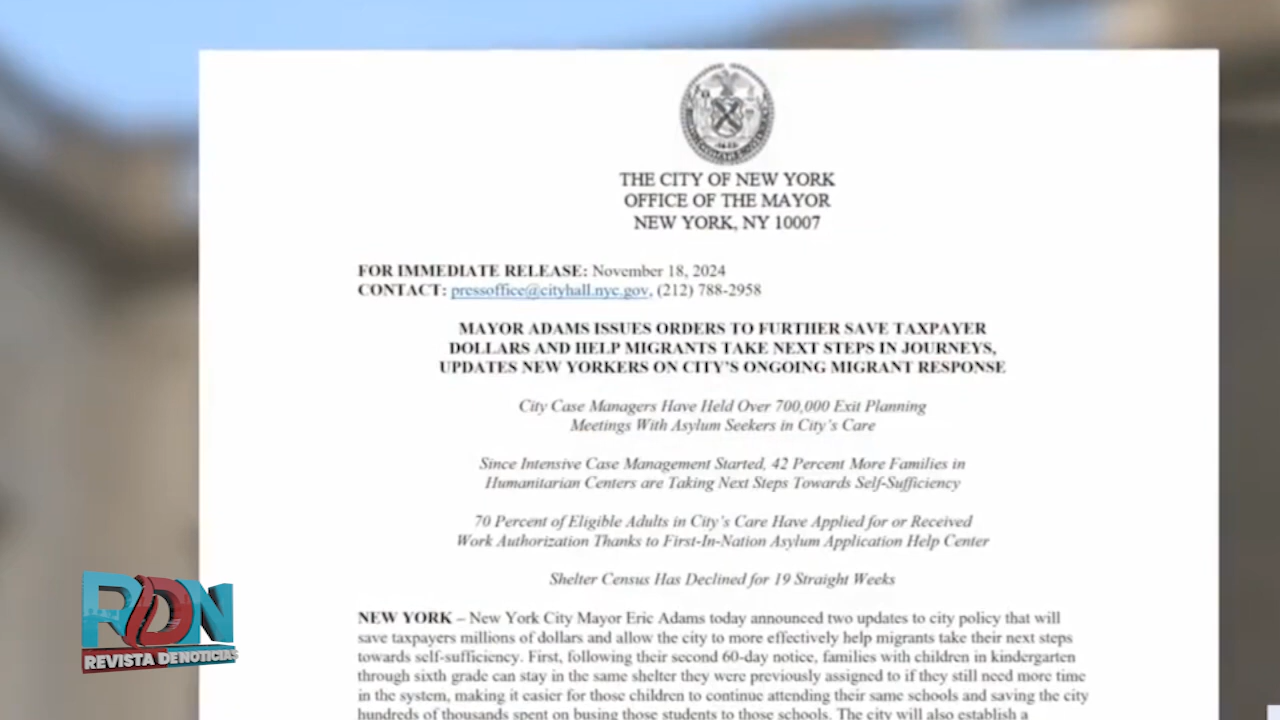 THE CITY OF NEW YORK
OFFICE OF THE MAYOR
NEW YORK, NY 10007
FOR IMMEDIATE RELEASE: November 18, 2024
CONTACT: pressoffice@cityhall.nyc.gov, (212) 788-2958
MAYOR ADAMS ISSUES ORDERS TO FURTHER SAVE TAXPAYER
DOLLARS AND HELP MIGRANTS TAKE NEXT STEPS IN JOURNEYS,
UPDATES NEW YORKERS ON CITY'S ONGOING MIGRANT RESPONSE
City Case Managers Have Held Over 700,000 Exit Planning
Meetings With Asylum Seekers in City's Care
Since Intensive Case Management Started, 42 Percent More Families in
Humanitarian Centers are Taking Next Steps Towards Self-Sufficiency
70 Percent of Eligible Adults in City's Care Have Applied for or Received
Work Authorization Thanks to First-In-Nation Asylum Application Help Center
Shelter Census Has Declined for 19 Straight Weeks
NEW YORK – New York City Mayor Eric Adams today announced two updates to city policy that will
save taxpayers millions of dollars and allow the city to more effectively help migrants take their next steps
towards self-sufficiency. First, following their second 60-day notice, families with children in kindergarten
through sixth grade can stay in the same shelter they were previously assigned to if they still need more time
in the system, making it easier for those children to continue attending their same schools and saving the city
hundreds of thousands spent on busing those students to those schools. The city will also establish a
RDN
REVISTA DE NOTICIAS